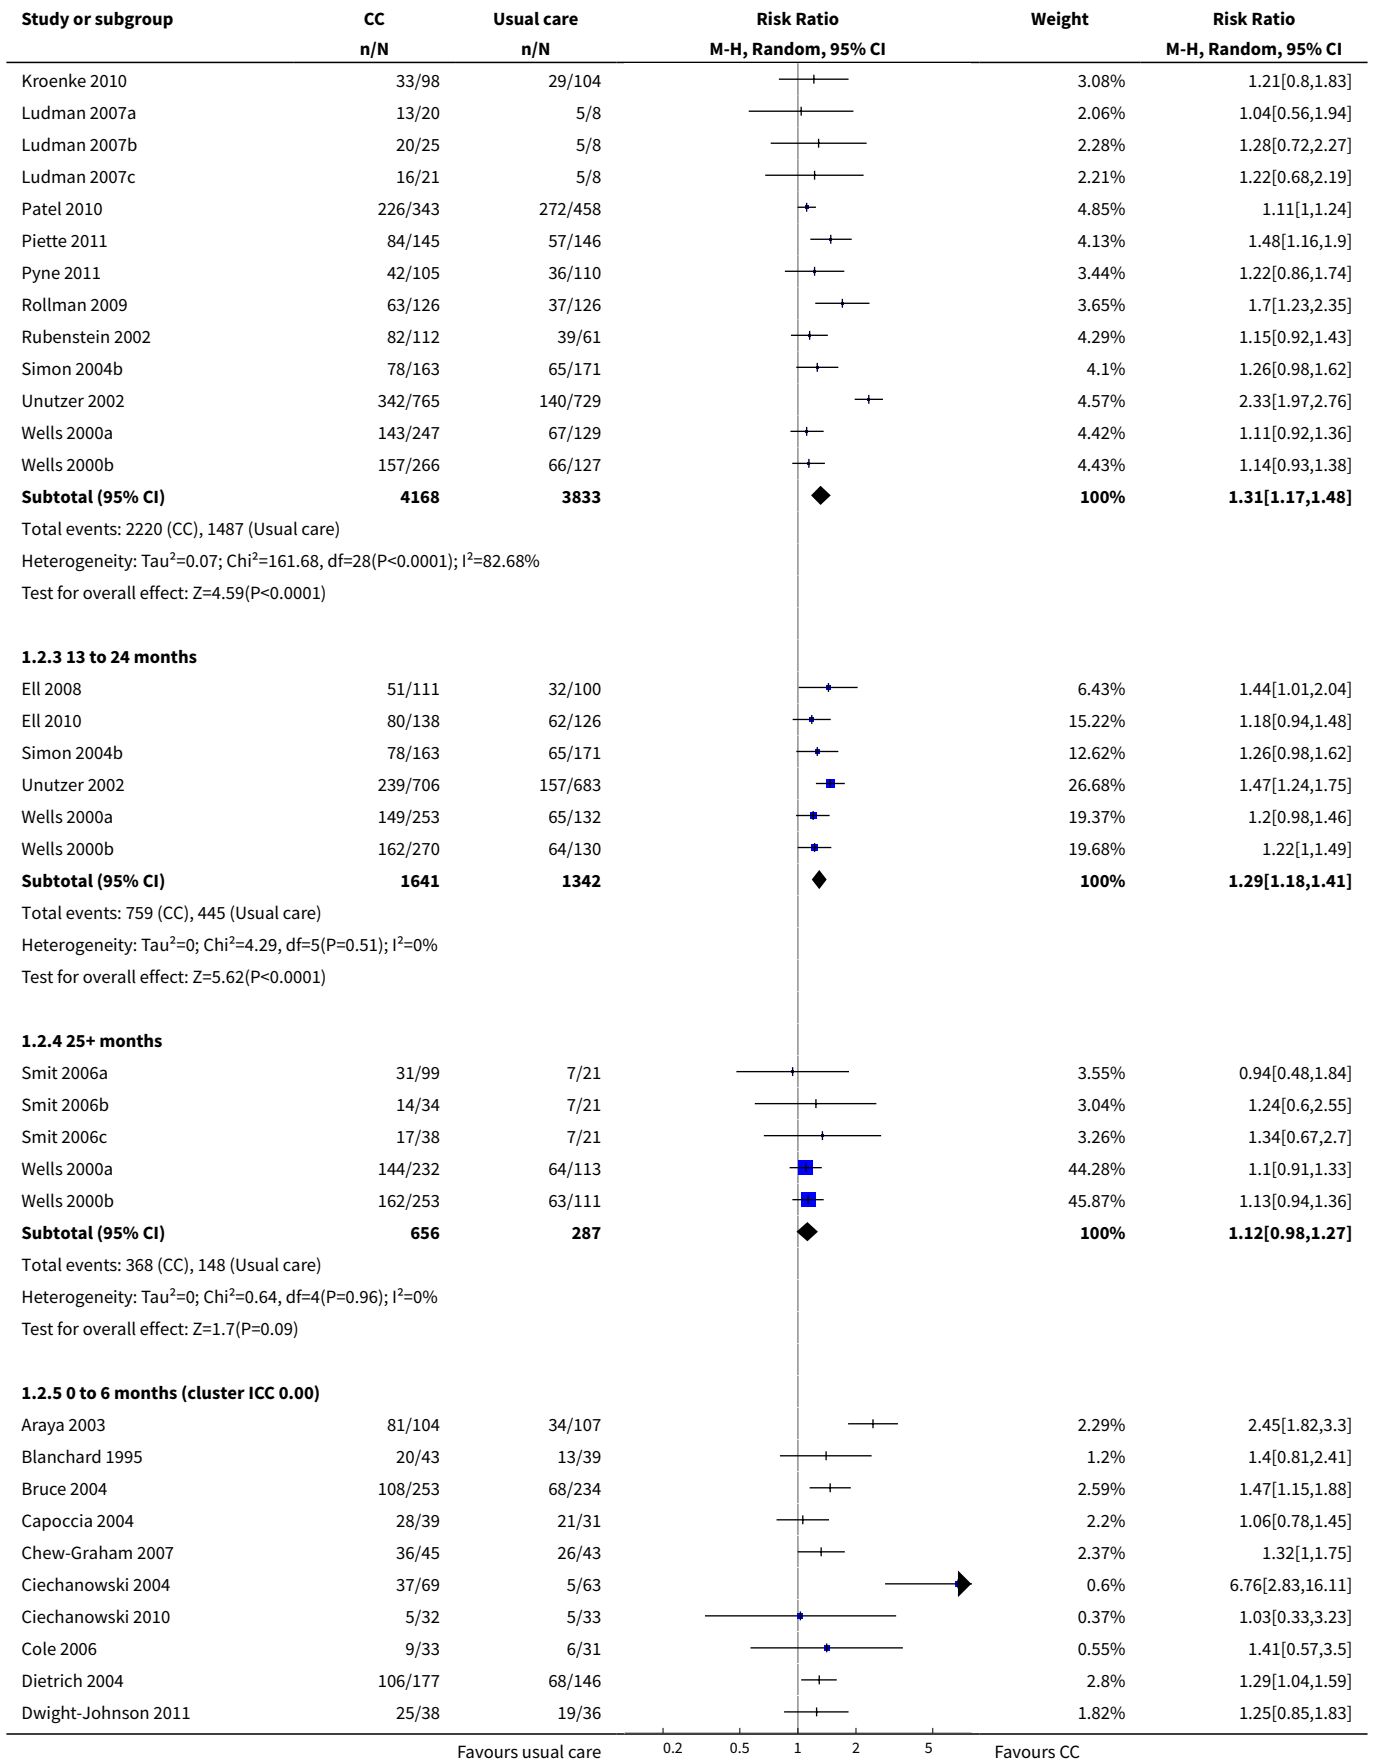 Study or subgroup CC Usual care Risk Ratio Weight Risk Ratio
n/N n/N M-H, Random, 95% CI M-H, Random, 95% CI
Kroenke 2010 33/98 29/104 3.08% 1.21[0.8,1.83]
Ludman 2007a 13/20 5/8 2.06% 1.04[0.56,1.94]
Ludman 2007b 20/25 5/8 2.28% 1.28[0.72,2.27]
Ludman 2007c 16/21 5/8 2.21% 1.22[0.68,2.19]
Patel 2010 226/343 272/458 4.85% 1.11[1,1.24]
Piette 2011 84/145 57/146 4.13% 1.48[1.16,1.9]
Pyne 2011 42/105 36/110 3.44% 1.22[0.86,1.74]
Rollman 2009 63/126 37/126 3.65% 1.7[1.23,2.35]
Rubenstein 2002 82/112 39/61 4.29% 1.15[0.92,1.43]
Simon 2004b 78/163 65/171 4.1% 1.26[0.98,1.62]
Unutzer 2002 342/765 140/729 4.57% 2.33[1.97,2.76]
Wells 2000a 143/247 67/129 4.42% 1.11[0.92,1.36]
Wells 2000b 157/266 66/127 4.43% 1.14[0.93,1.38]
Subtotal (95% CI) 4168 3833 100% 1.31[1.17,1.48]
Total events: 2220 (CC), 1487 (Usual care)
Heterogeneity: Tau²=0.07; Chi²=161.68, df=28(P<0.0001); I²=82.68%
Test for overall effect: Z=4.59(P<0.0001)
1.2.3 13 to 24 months
Ell 2008 51/111 32/100 6.43% 1.44[1.01,2.04]
Ell 2010 80/138 62/126 15.22% 1.18[0.94,1.48]
Simon 2004b 78/163 65/171 12.62% 1.26[0.98,1.62]
Unutzer 2002 239/706 157/683 26.68% 1.47[1.24,1.75]
Wells 2000a 149/253 65/132 19.37% 1.2[0.98,1.46]
Wells 2000b 162/270 64/130 19.68% 1.22[1,1.49]
Subtotal (95% CI) 1641 1342 100% 1.29[1.18,1.41]
Total events: 759 (CC), 445 (Usual care)
Heterogeneity: Tau²=0; Chi²=4.29, df=5(P=0.51); I²=0%
Test for overall effect: Z=5.62(P<0.0001)
1.2.4 25+ months
Smit 2006a 31/99 7/21 3.55% 0.94[0.48,1.84]
Smit 2006b 14/34 7/21 3.04% 1.24[0.6,2.55]
Smit 2006c 17/38 7/21 3.26% 1.34[0.67,2.7]
Wells 2000a 144/232 64/113 44.28% 1.1[0.91,1.33]
Wells 2000b 162/253 63/111 45.87% 1.13[0.94,1.36]
Subtotal (95% CI) 656 287 100% 1.12[0.98,1.27]
Total events: 368 (CC), 148 (Usual care)
Heterogeneity: Tau²=0; Chi²=0.64, df=4(P=0.96); I²=0%
Test for overall effect: Z=1.7(P=0.09)
1.2.5 0 to 6 months (cluster ICC 0.00)
Araya 2003 81/104 34/107 2.29% 2.45[1.82,3.3]
Blanchard 1995 20/43 13/39 1.2% 1.4[0.81,2.41]
Bruce 2004 108/253 68/234 2.59% 1.47[1.15,1.88]
Capoccia 2004 28/39 21/31 2.2% 1.06[0.78,1.45]
Chew-Graham 2007 36/45 26/43 2.37% 1.32[1,1.75]
Ciechanowski 2004 37/69 5/63 0.6% 6.76[2.83,16.11]
Ciechanowski 2010 5/32 5/33 0.37% 1.03[0.33,3.23]
Cole 2006 9/33 6/31 0.55% 1.41[0.57,3.5]
Dietrich 2004 106/177 68/146 2.8% 1.29[1.04,1.59]
Dwight-Johnson 2011 25/38 19/36 1.82% 1.25[0.85,1.83]
Favours usual care 0.2 0.5 1 2 5 Favours CC